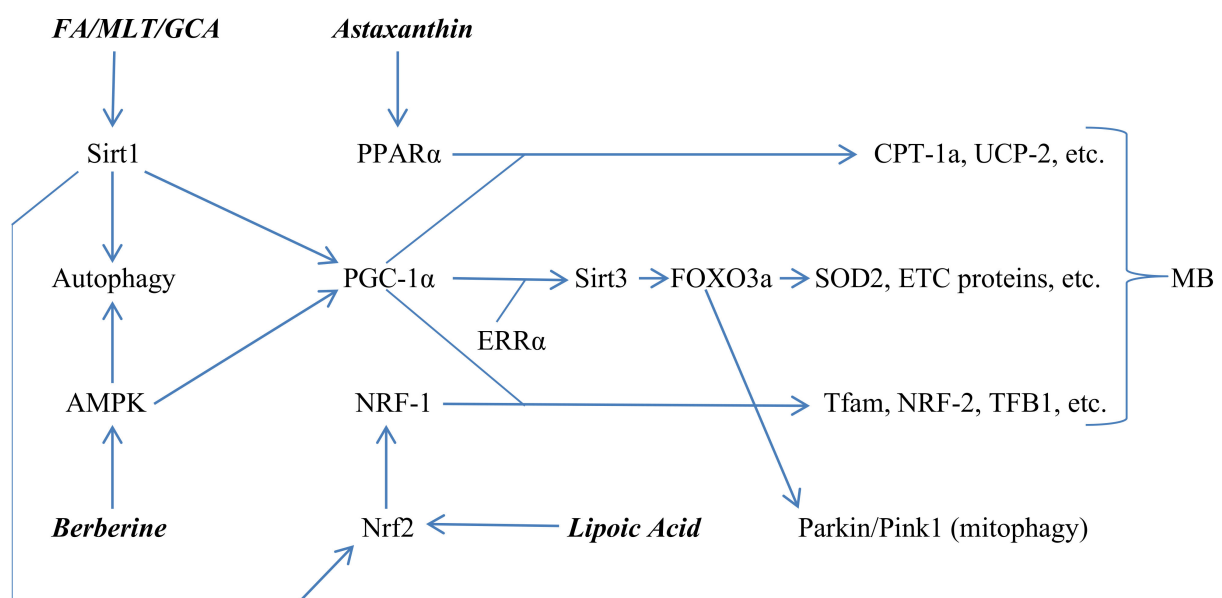 FA/MLT/GCA Astaxanthin
Sirt1 PPARα CPT-1a, UCP-2, etc.
Autophagy PGC-1α Sirt3 FOXO3a SOD2, ETC proteins, etc. MB
ERRα
AMPK NRF-1 Tfam, NRF-2, TFB1, etc.
Berberine Nrf2 Lipoic Acid Parkin/Pink1 (mitophagy)